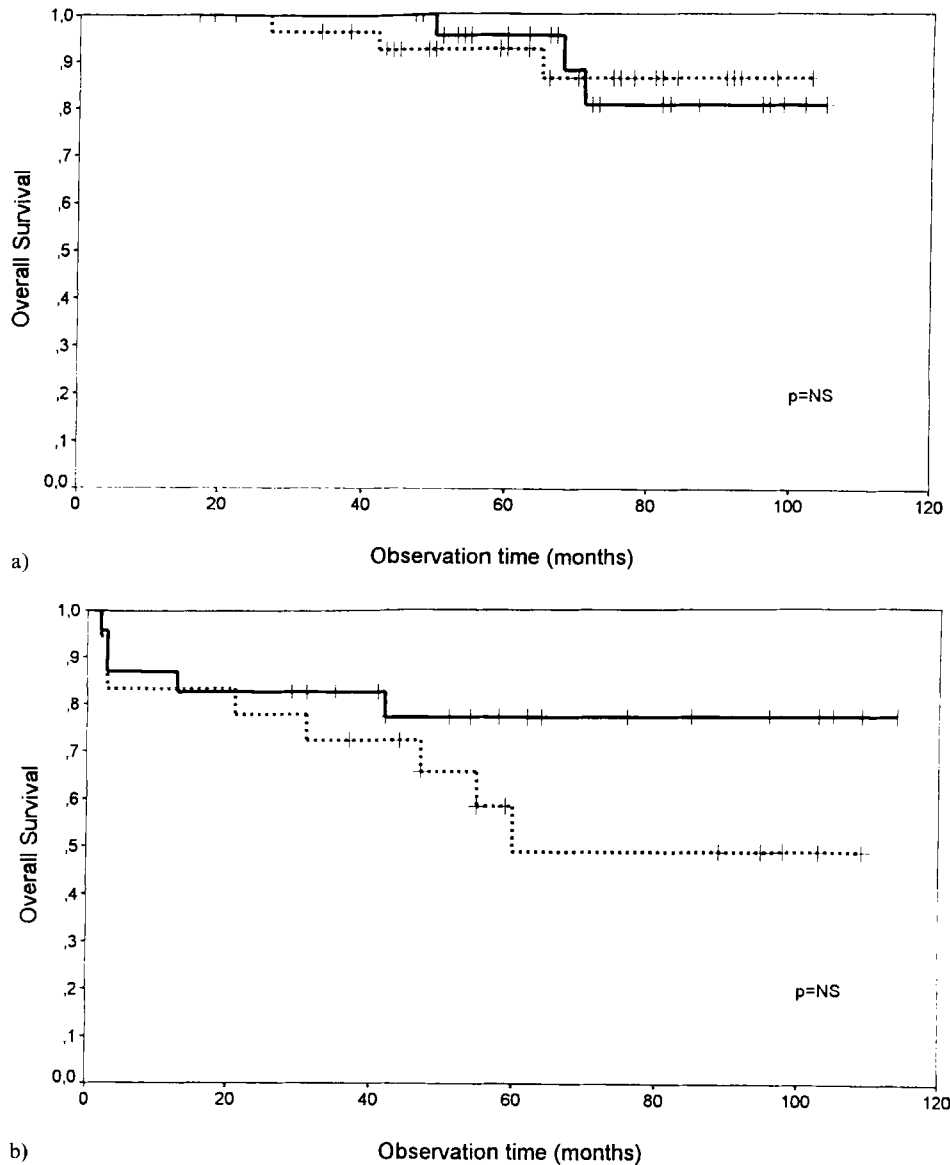 1,0
,9
,8
,7
,6
,5
,4
,3
,2
,1
0,0
Overall Survival
p=NS
0 20 40 60 80 100 120
Observation time (months)
a)
1,0
,9
,8
,7
,6
,5
,4
,3
,2
,1
0,0
Overall Survival
p=NS
0 20 40 60 80 100 120
Observation time (months)
b)